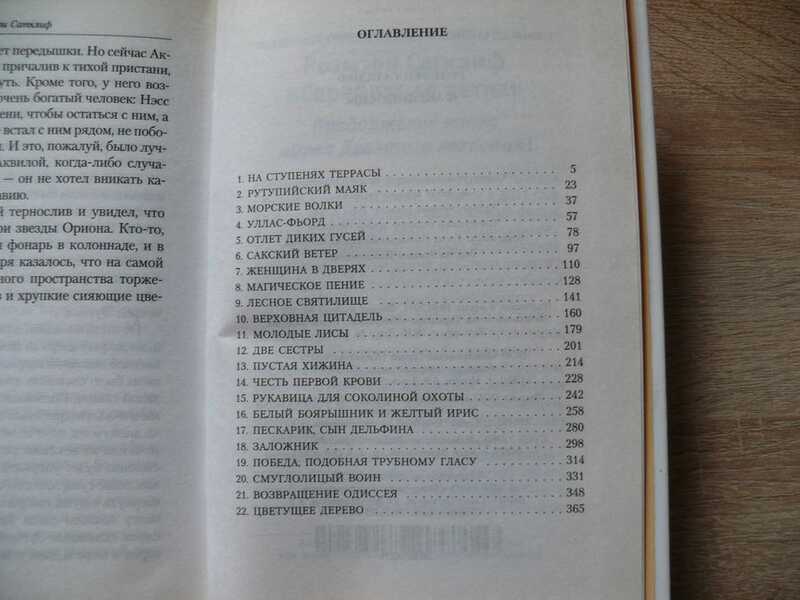 и Сатклиф
ет передышки. Но сейчас Ак-
причалив к тихой пристани,
уть. Кроме того, у него воз-
очень богатый человек: Нэсс
ени, чтобы остаться с ним, а
встал с ним рядом, не побо-
. И это, пожалуй, было луч-
аквилой, когда-либо случа-
— он не хотел вникать ка-
авию.
й тернослив и увидел, что
ри звезды Ориона. Кто-то,
л фонарь в колоннаде, и в
ря казалось, что на самой
ного пространства торже-
в и хрупкие сияющие цве-
ОГЛАВЛЕНИЕ
1. НА СТУПЕНЯХ ТЕРРАСЫ 5
2. РУТУПИЙСКИЙ МАЯК 23
3. МОРСКИЕ ВОЛКИ 37
4. УЛЛАС-ФЬОРД 57
5. ОТЛЕТ ДИКИХ ГУСЕЙ 78
6. САКСКИЙ ВЕТЕР 97
7. ЖЕНЩИНА В ДВЕРЯХ 110
8. МАГИЧЕСКОЕ ПЕНИЕ 128
9. ЛЕСНОЕ СВЯТИЛИЩЕ 141
10. ВЕРХОВНАЯ ЦИТАДЕЛЬ 160
11. МОЛОДЫЕ ЛИСЫ 179
12. ДВЕ СЕСТРЫ 201
13. ПУСТАЯ ХИЖИНА 214
14. ЧЕСТЬ ПЕРВОЙ КРОВИ 228
15. РУКАВИЦА ДЛЯ СОКОЛИНОЙ ОХОТЫ 242
16. БЕЛЫЙ БОЯРЫШНИК И ЖЕЛТЫЙ ИРИС 258
17. ПЕСКАРИК, СЫН ДЕЛЬФИНА 280
18. ЗАЛОЖНИК 298
19. ПОБЕДА, ПОДОБНАЯ ТРУБНОМУ ГЛАСУ 314
20. СМУГЛОЛИЦЫЙ ВОИН 331
21. ВОЗВРАЩЕНИЕ ОДИССЕЯ 348
22. ЦВЕТУЩЕЕ ДЕРЕВО 365